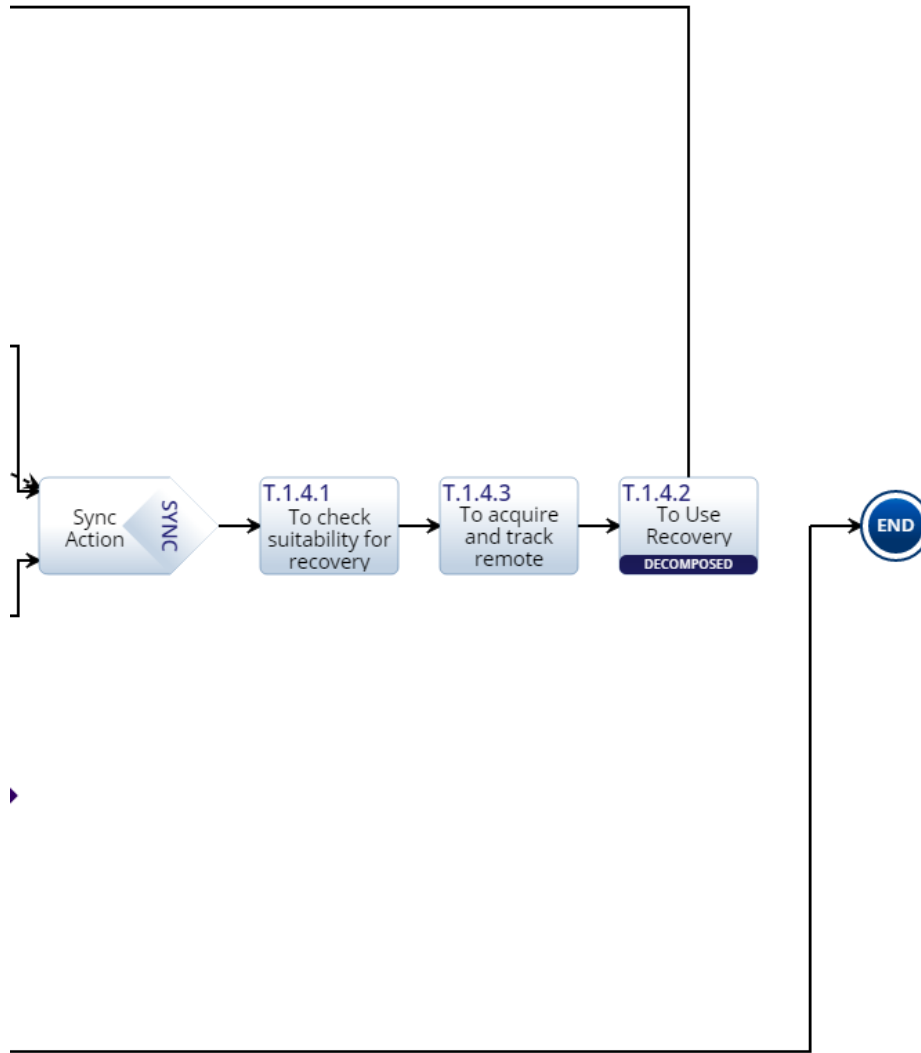 Sync
Action
SYNC
T.1.4.1
To check
suitability for
recovery
T.1.4.3
To acquire
and track
remote
T.1.4.2
To Use
Recovery
DECOMPOSED
END